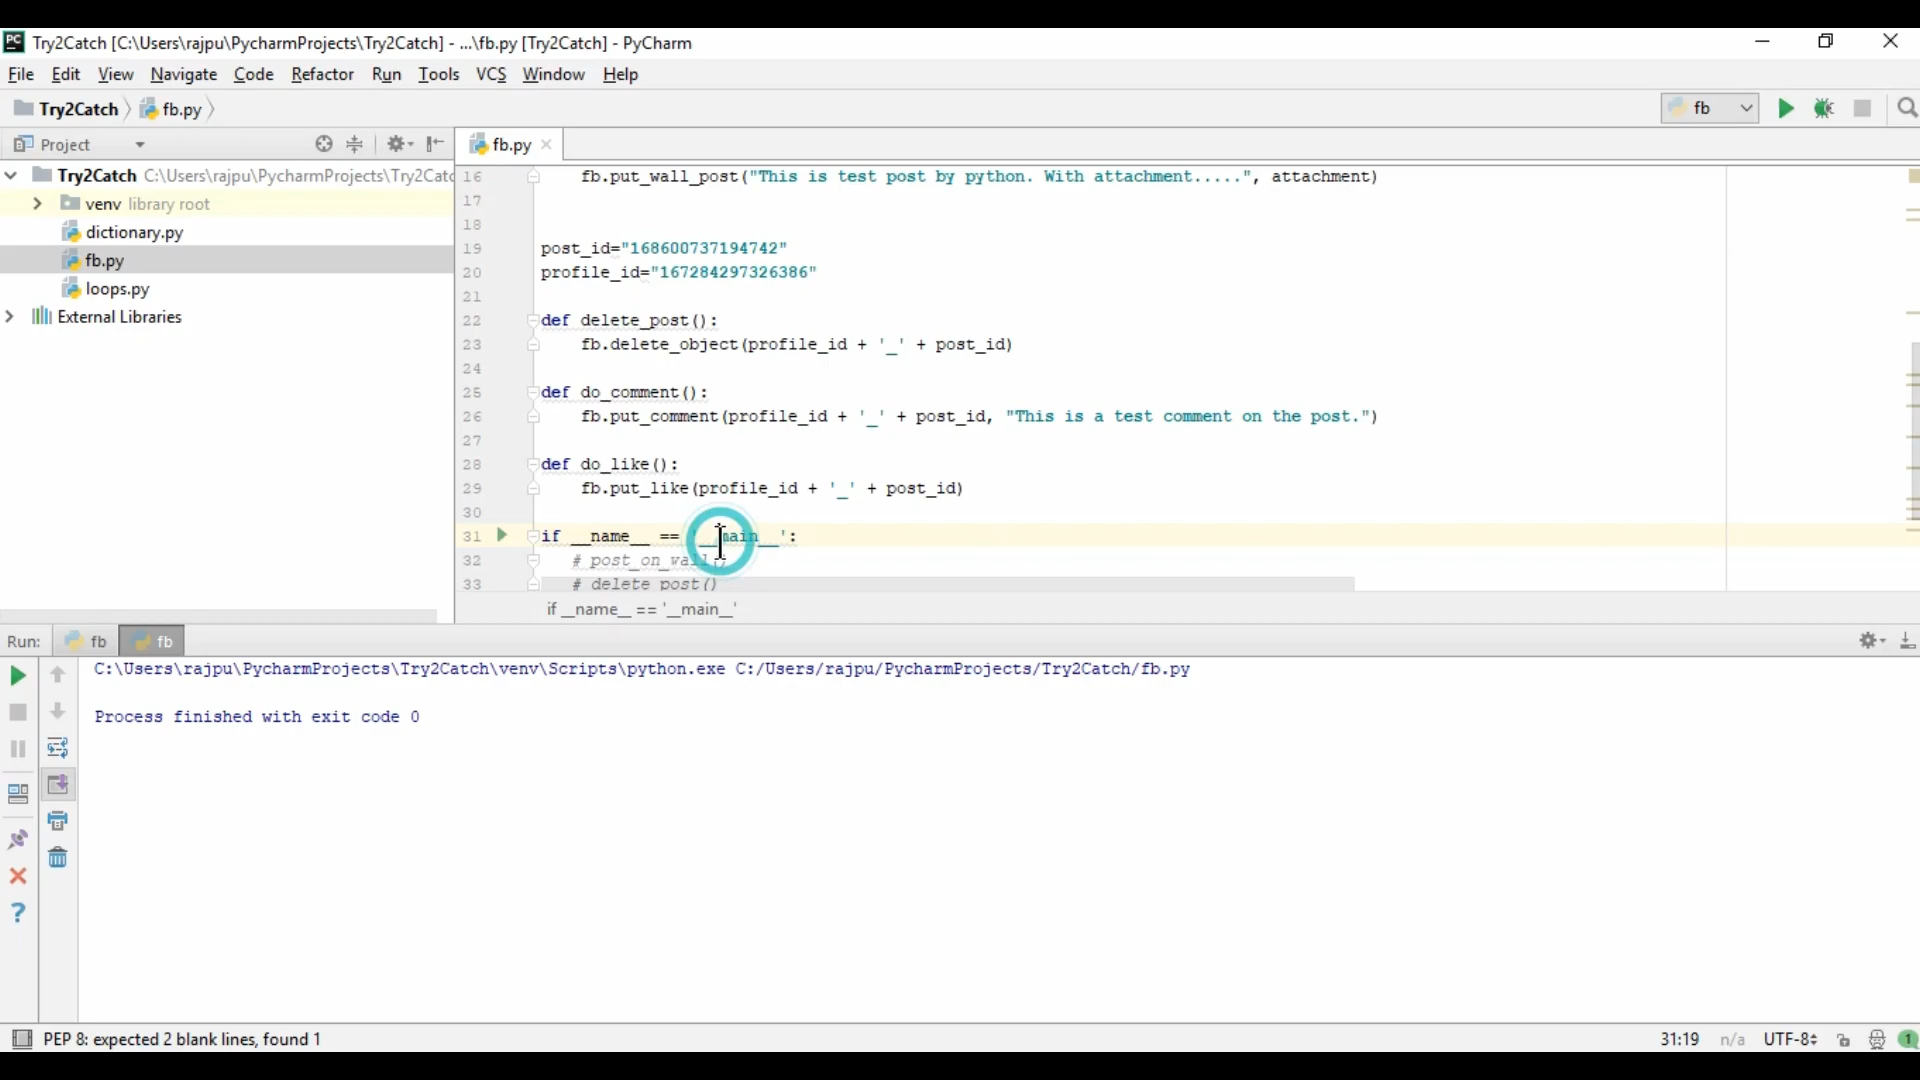 PC Try2Catch [C:\Users\rajpu\PycharmProjects\Try2Catch] - ...\fb.py [Try2Catch] - PyCharm
File Edit View Navigate Code Refactor Run Tools VCS Window Help
Try2Catch fb.py fb
Project fb.py
Try2Catch C:\Users\rajpu\PycharmProjects\Try2Catc
venv library root
dictionary.py
fb.py
loops.py
External Libraries
16 fb.put_wall_post("This is test post by python. With attachment.....", attachment)
17
18
19 post_id="168600737194742"
20 profile_id="167284297326386"
21
22 def delete_post():
23 fb.delete_object(profile_id + '_' + post_id)
24
25 def do_comment():
26 fb.put_comment(profile_id + '_' + post_id, "This is a test comment on the post.")
27
28 def do_like():
29 fb.put_like(profile_id + '_' + post_id)
30
31 if __name__ == '__main__':
32 # post_on_wall()
33 # delete_post()
if __name__ == '__main__'
Run: fb fb
C:\Users\rajpu\PycharmProjects\Try2Catch\venv\Scripts\python.exe C:/Users/rajpu/PycharmProjects/Try2Catch/fb.py
Process finished with exit code 0
PEP 8: expected 2 blank lines, found 1 31:19 n/a UTF-8 1